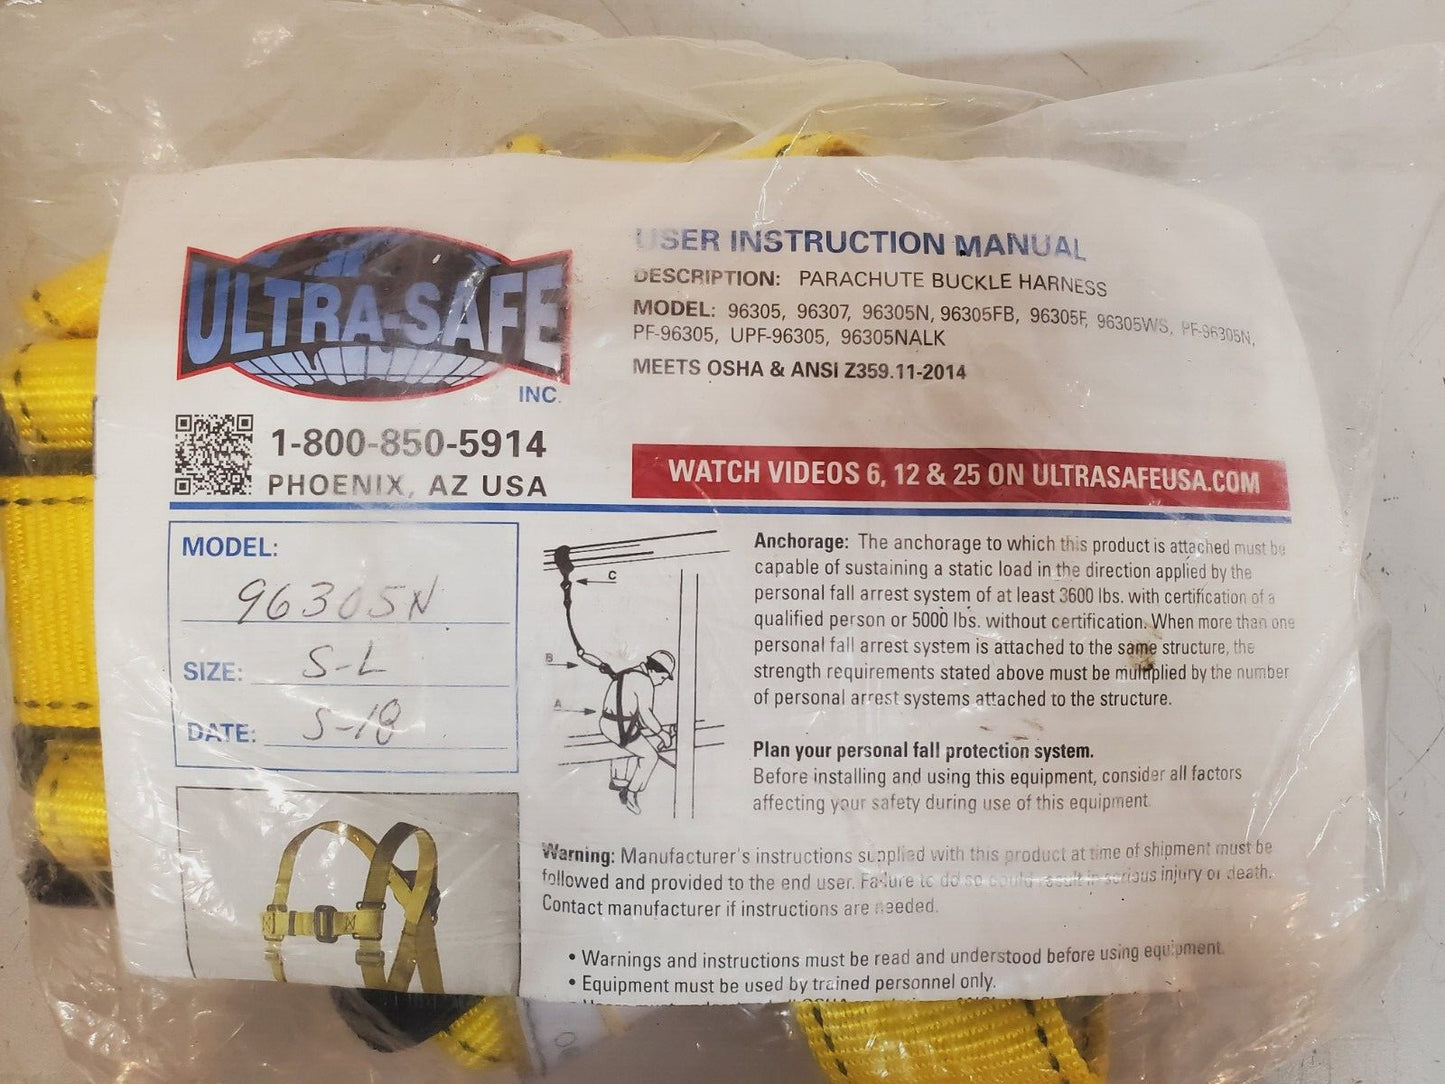 ULTRA-SAFE
INC.
1-800-850-5914
PHOENIX, AZ USA
USER INSTRUCTION MANUAL
DESCRIPTION: PARACHUTE BUCKLE HARNESS
MODEL: 96305, 96307, 96305N, 96305FB, 96305F, 96305WS, PF-96305N,
PF-96305, UPF-96305, 96305NALK
MEETS OSHA & ANSI Z359.11-2014
WATCH VIDEOS 6, 12 & 25 ON ULTRASAFEUSA.COM
MODEL:
96305N
SIZE: S-L
DATE: 5-18
C
B
A
Anchorage: The anchorage to which this product is attached must be
capable of sustaining a static load in the direction applied by the
personal fall arrest system of at least 3600 lbs. with certification of a
qualified person or 5000 lbs. without certification. When more than one
personal fall arrest system is attached to the same structure, the
strength requirements stated above must be multiplied by the number
of personal arrest systems attached to the structure.
Plan your personal fall protection system.
Before installing and using this equipment, consider all factors
affecting your safety during use of this equipment
Warning: Manufacturer's instructions supplied with this product at time of shipment must be
followed and provided to the end user. Failure to do so could result in serious injury or death.
Contact manufacturer if instructions are needed.
• Warnings and instructions must be read and understood before using equipment.
• Equipment must be used by trained personnel only.